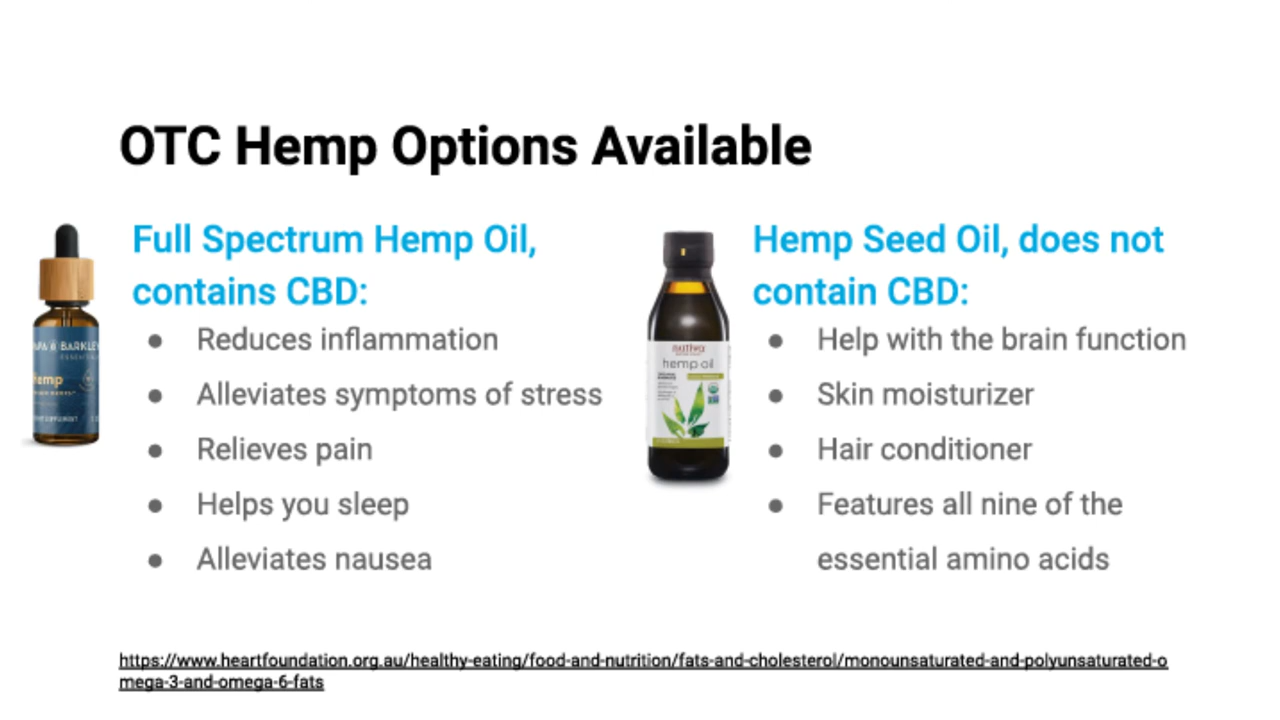 OTC Hemp Options Available
Full Spectrum Hemp Oil,
contains CBD:
● Reduces inflammation
● Alleviates symptoms of stress
● Relieves pain
● Helps you sleep
● Alleviates nausea
BARKLEY
hemp
nutiva
hemp oil
Hemp Seed Oil, does not
contain CBD:
● Help with the brain function
● Skin moisturizer
● Hair conditioner
● Features all nine of the
essential amino acids
https://www.heartfoundation.org.au/healthy-eating/food-and-nutrition/fats-and-cholesterol/monounsaturated-and-polyunsaturated-o
mega-3-and-omega-6-fats